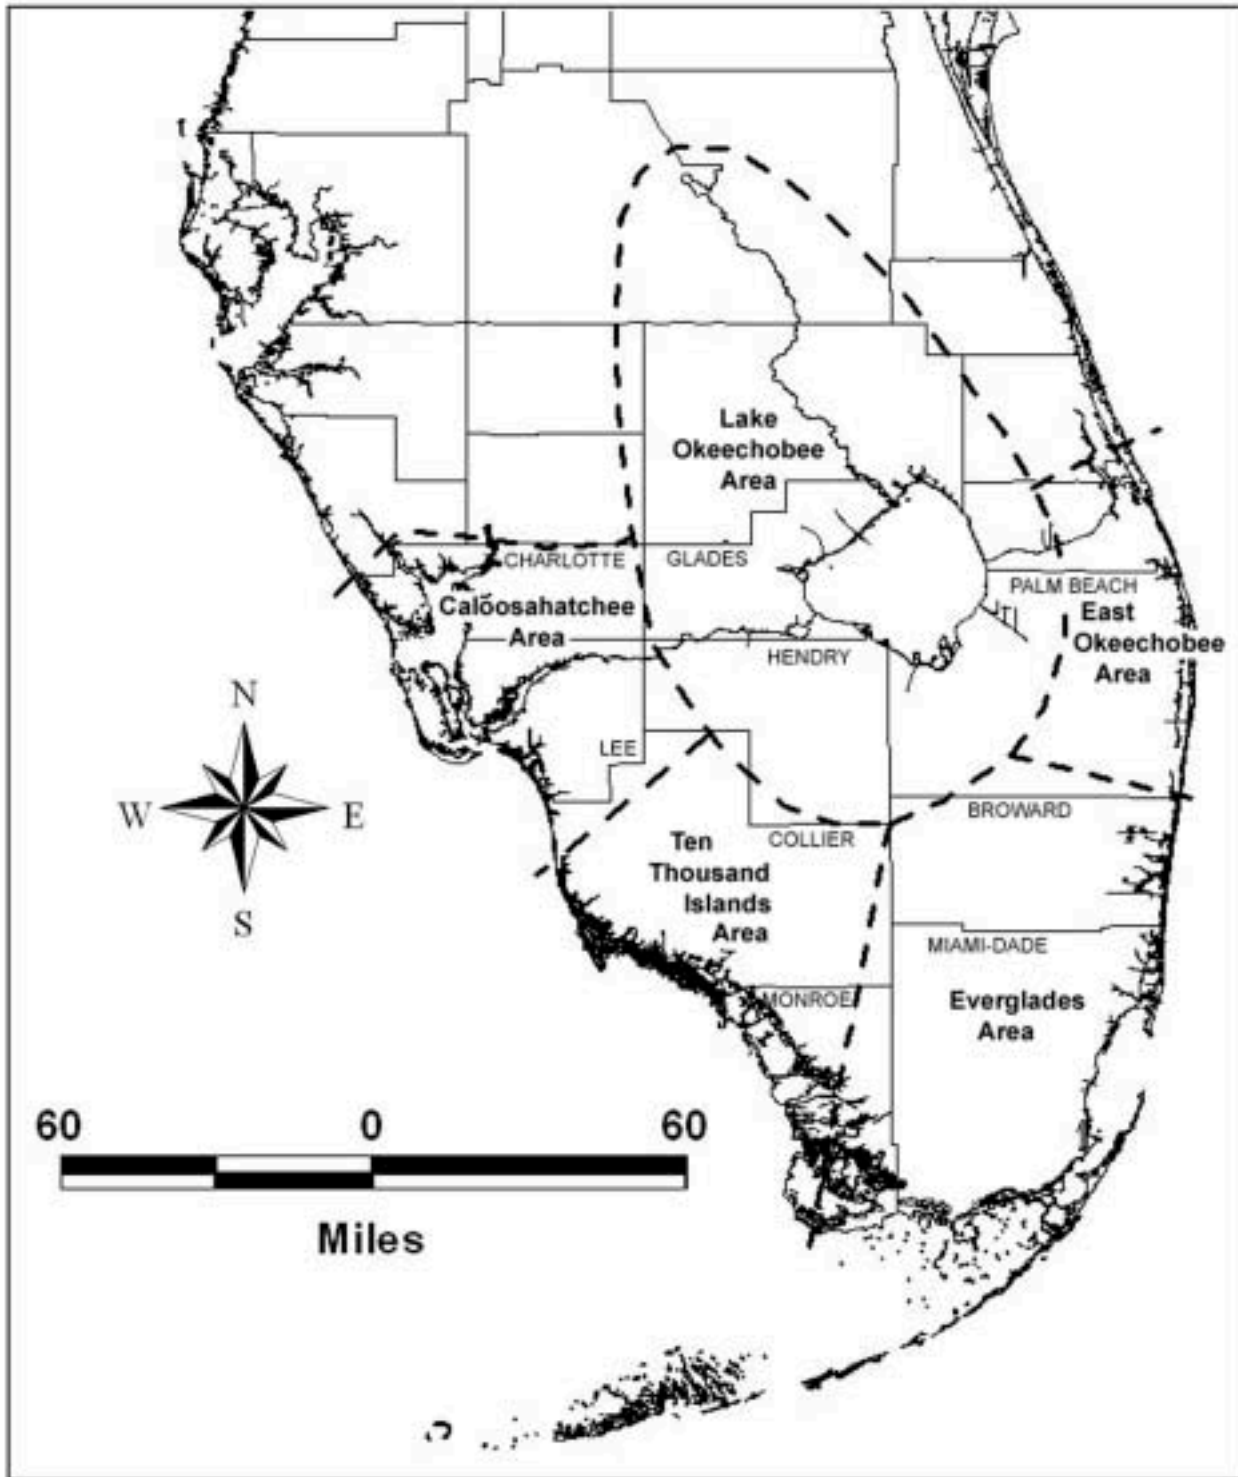 Lake
Okeechobee
Area
CHARLOTTE
GLADES
PALM BEACH
Caloosahatchee
Area
East
Okeechobee
Area
HENDRY
N
W
E
S
LEE
BROWARD
COLLIER
Ten
Thousand
Islands
Area
MIAMI-DADE
MONROE
Everglades
Area
60
0
60
Miles